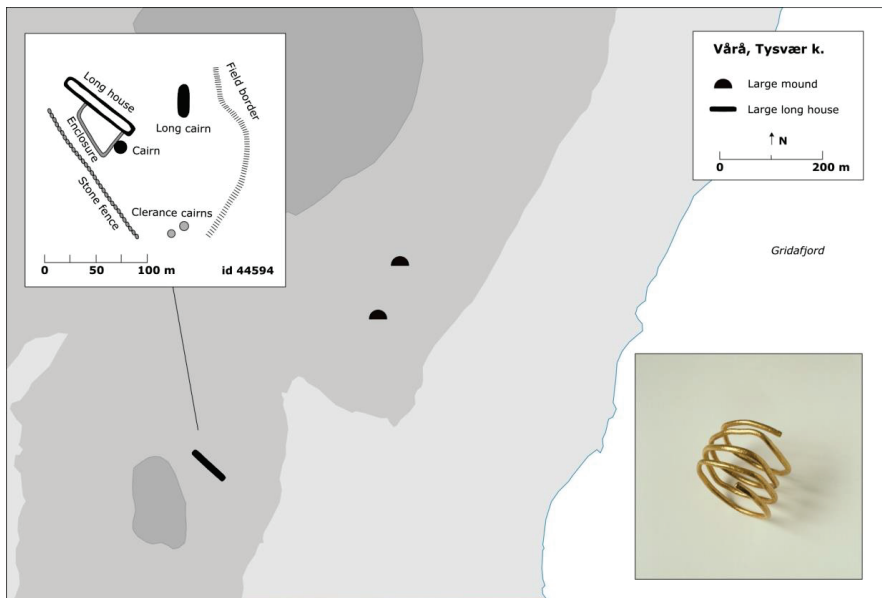 Long house
Field border
Long cairn
Enclosure
Cairn
Stone fence
Clerance cairns
0 50 100 m
id 44594
Vårå, Tysvær k.
Large mound
Large long house
N
0 200 m
Gridafjord